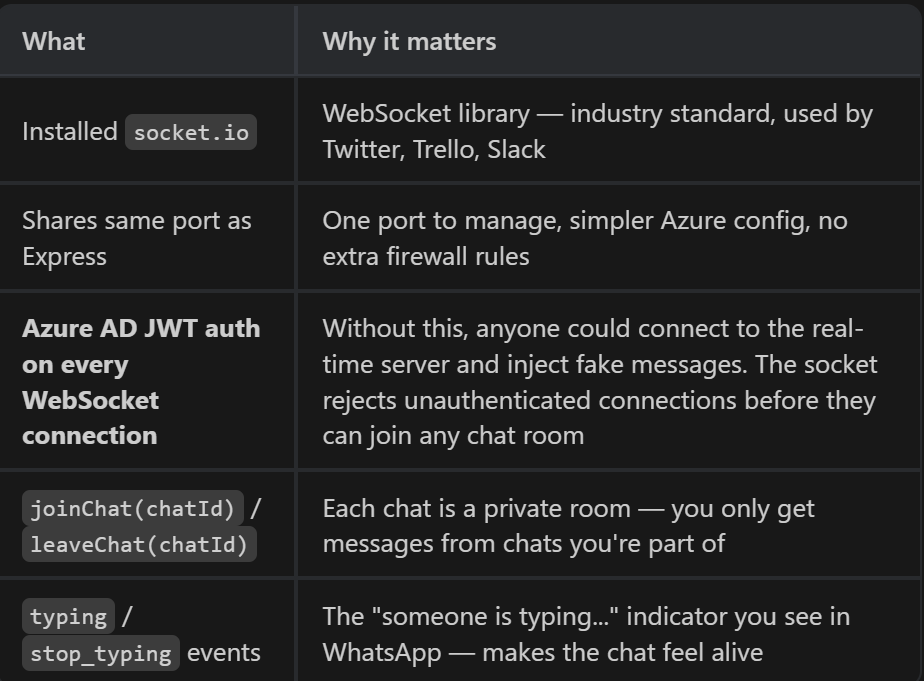 What
Why it matters
Installed socket.io
WebSocket library — industry standard, used by
Twitter, Trello, Slack
Shares same port as
Express
One port to manage, simpler Azure config, no
extra firewall rules
Azure AD JWT auth
on every
WebSocket
connection
Without this, anyone could connect to the real-
time server and inject fake messages. The socket
rejects unauthenticated connections before they
can join any chat room
joinChat(chatId) /
leaveChat(chatId)
Each chat is a private room — you only get
messages from chats you're part of
typing /
stop_typing events
The "someone is typing..." indicator you see in
WhatsApp — makes the chat feel alive